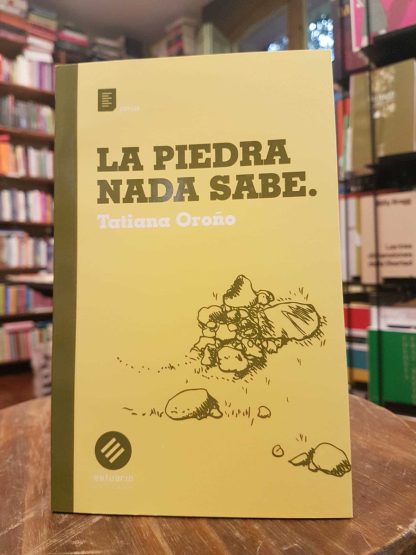 LA PIEDRA
NADA SABE.
Tatiana Oroño
estuario